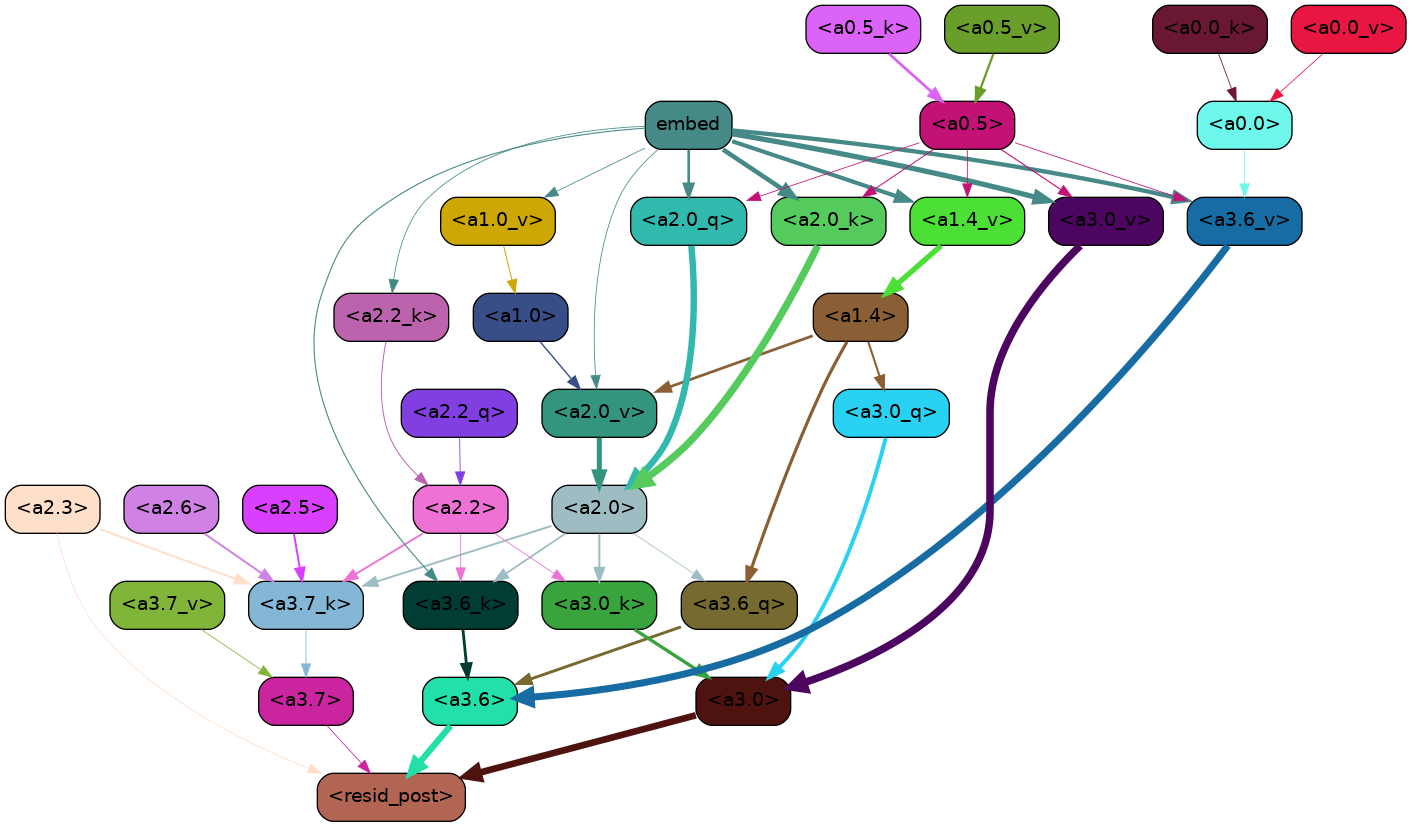 <a0.5_k> <a0.5_v> <a0.0_k> <a0.0_v>
embed <a0.5> <a0.0>
<a1.0_v> <a2.0_q> <a2.0_k> <a1.4_v> <a3.0_v> <a3.6_v>
<a2.2_k> <a1.0> <a1.4>
<a2.2_q> <a2.0_v> <a3.0_q>
<a2.3> <a2.6> <a2.5> <a2.2> <a2.0>
<a3.7_v> <a3.7_k> <a3.6_k> <a3.0_k> <a3.6_q>
<a3.7> <a3.6> <a3.0>
<resid_post>